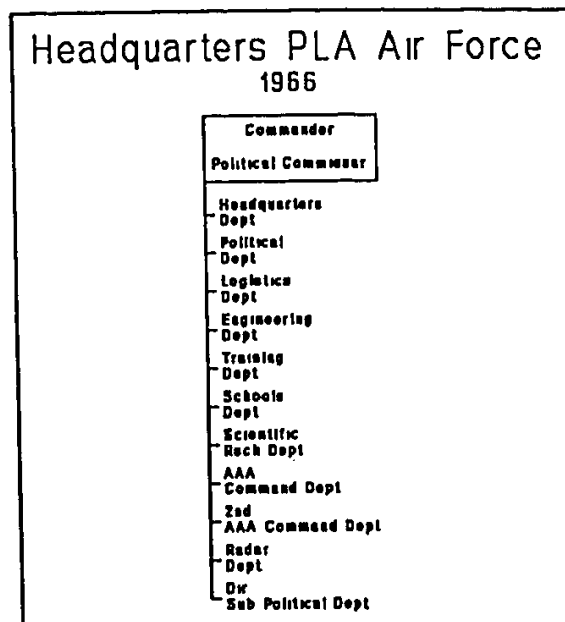 Headquarters PLA Air Force
1966
Commander
Political Commissar
Headquarters
Dept
Political
Dept
Logistics
Dept
Engineering
Dept
Training
Dept
Schools
Dept
Scientific
Rsch Dept
AAA
Command Dept
2nd
AAA Command Dept
Radar
Dept
Dir
Sub Political Dept